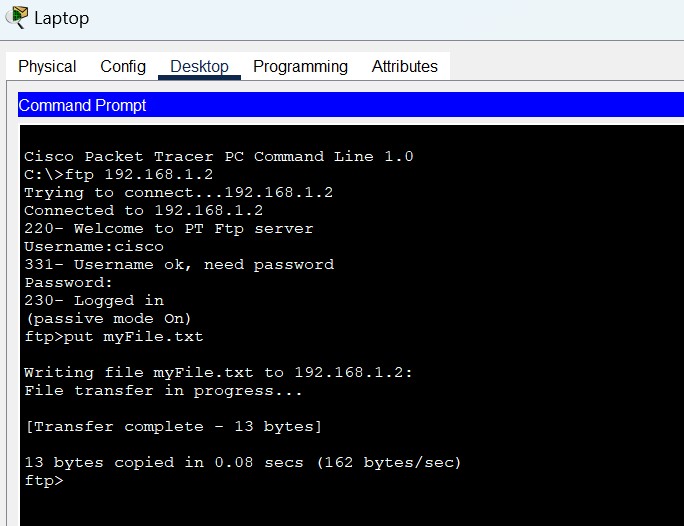 Laptop
Physical Config Desktop Programming Attributes
Command Prompt
Cisco Packet Tracer PC Command Line 1.0
C:\>ftp 192.168.1.2
Trying to connect...192.168.1.2
Connected to 192.168.1.2
220- Welcome to PT Ftp server
Username:cisco
331- Username ok, need password
Password:
230- Logged in
(passive mode On)
ftp>put myFile.txt
Writing file myFile.txt to 192.168.1.2:
File transfer in progress...
[Transfer complete - 13 bytes]
13 bytes copied in 0.08 secs (162 bytes/sec)
ftp>